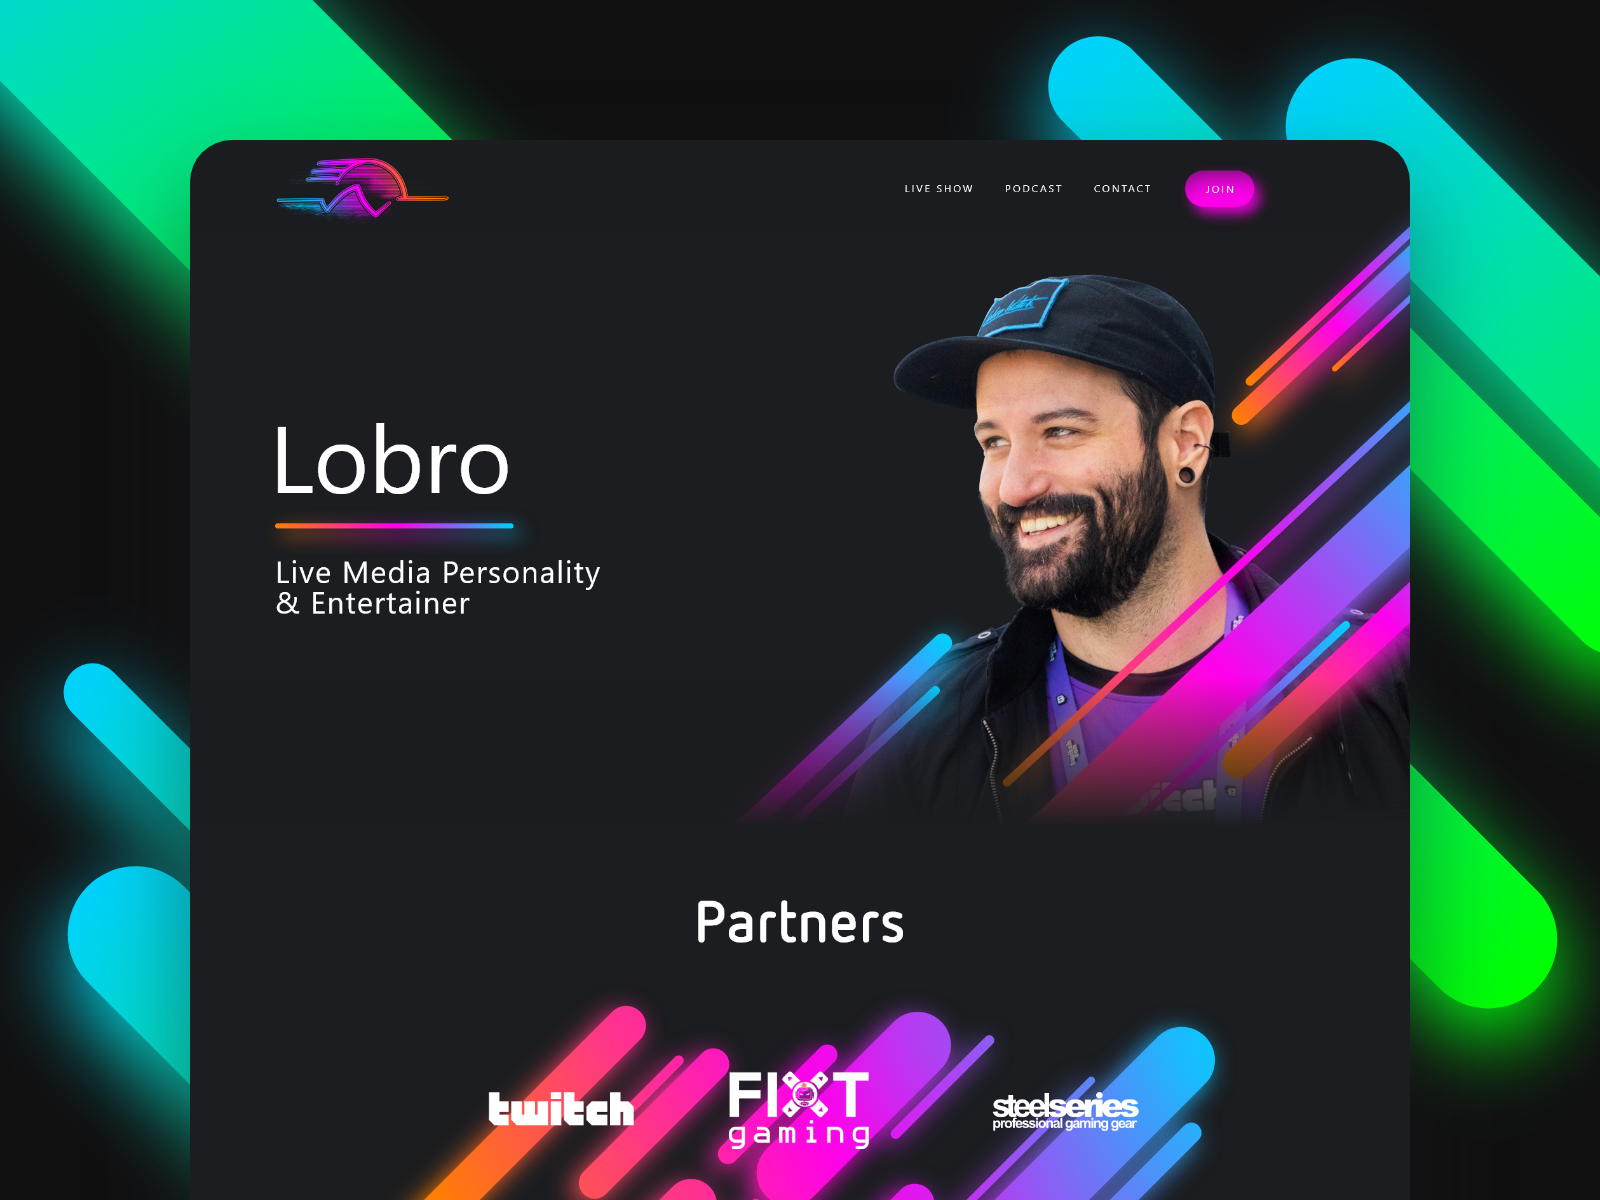 LIVE SHOW PODCAST CONTACT JOIN
Lobro
Live Media Personality
& Entertainer
Partners
twitch
FIXT
gaming
steelseries
professional gaming gear